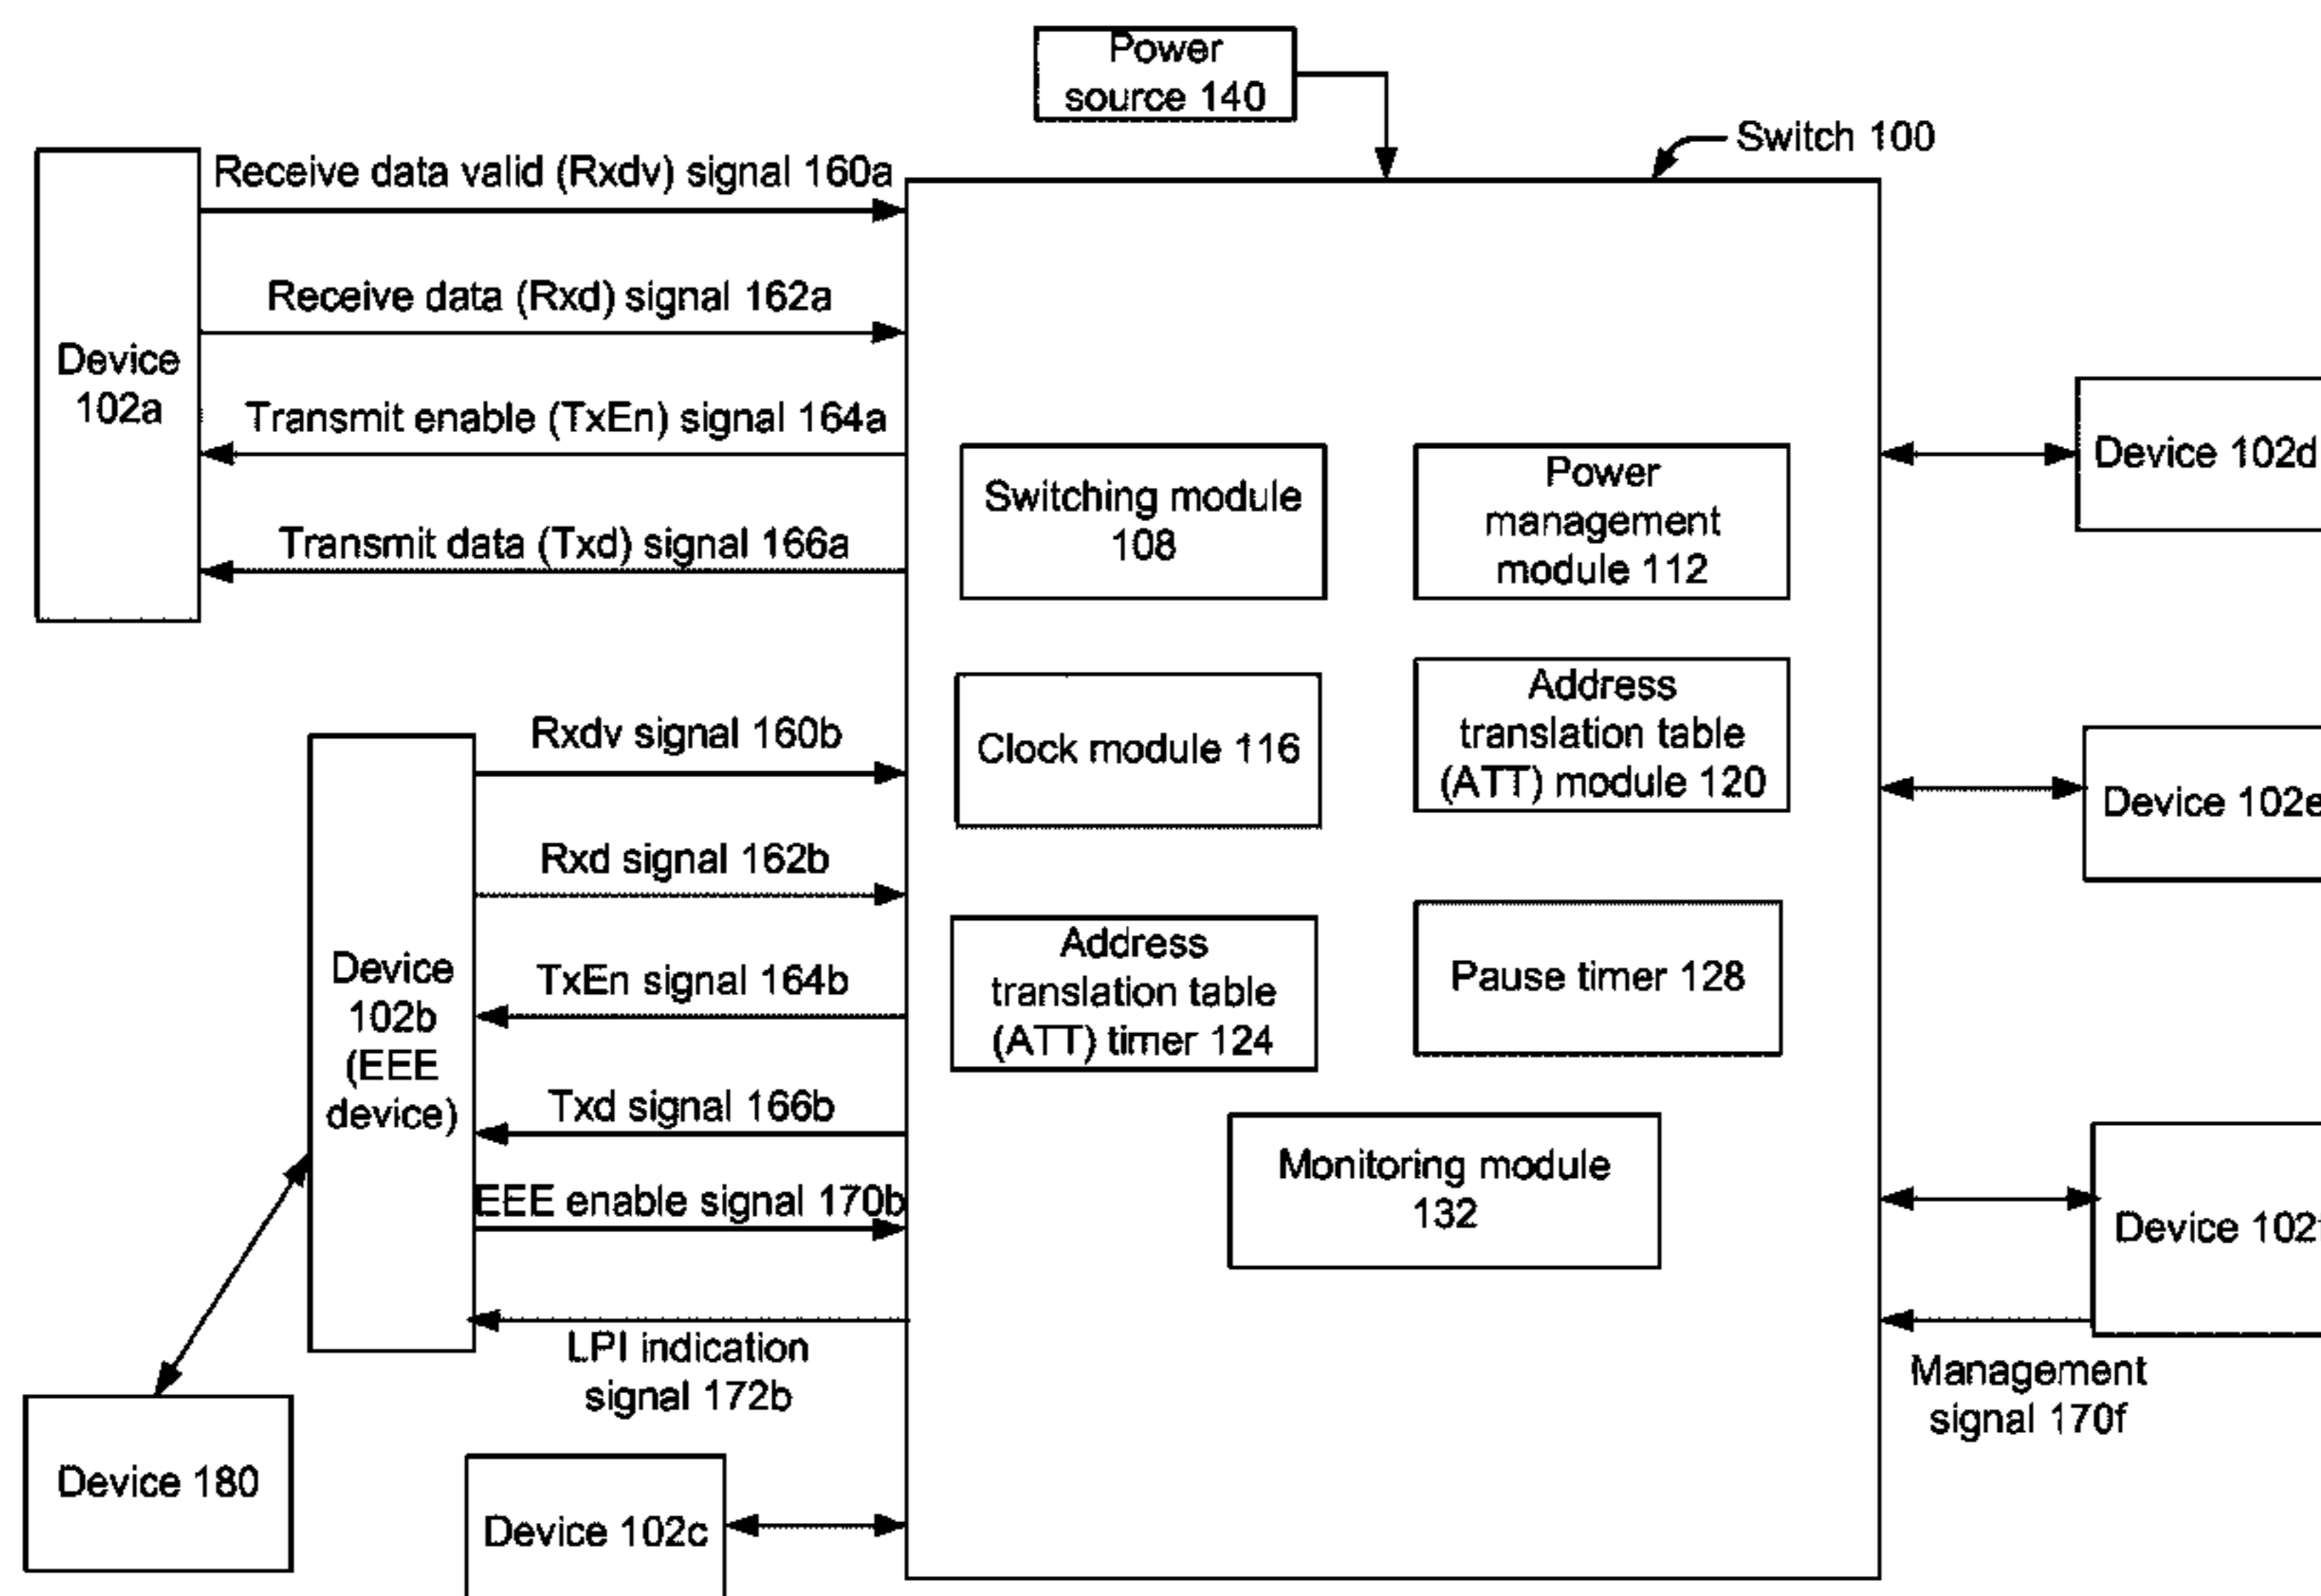 Power
source 140
Switch 100
Receive data valid (Rxdv) signal 160a
Receive data (Rxd) signal 162a
Device
102a
Transmit enable (TxEn) signal 164a
Transmit data (Txd) signal 166a
Switching module
108
Power
management
module 112
Device 102d
Rxdv signal 160b
Clock module 116
Address
translation table
(ATT) module 120
Device 102e
Rxd signal 162b
Device
102b
(EEE
device)
TxEn signal 164b
Address
translation table
(ATT) timer 124
Pause timer 128
Txd signal 166b
EEE enable signal 170b
Monitoring module
132
Device 102f
LPI indication
signal 172b
Management
signal 170f
Device 180
Device 102c